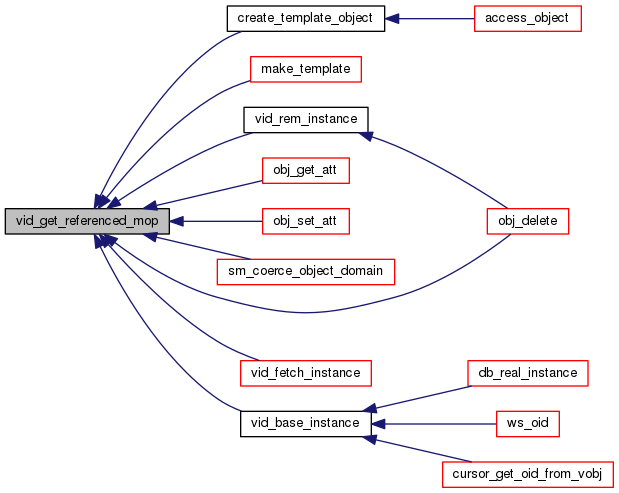 create_template_object
access_object
make_template
vid_rem_instance
obj_get_att
vid_get_referenced_mop
obj_set_att
obj_delete
sm_coerce_object_domain
vid_fetch_instance
db_real_instance
vid_base_instance
ws_oid
cursor_get_oid_from_vobj